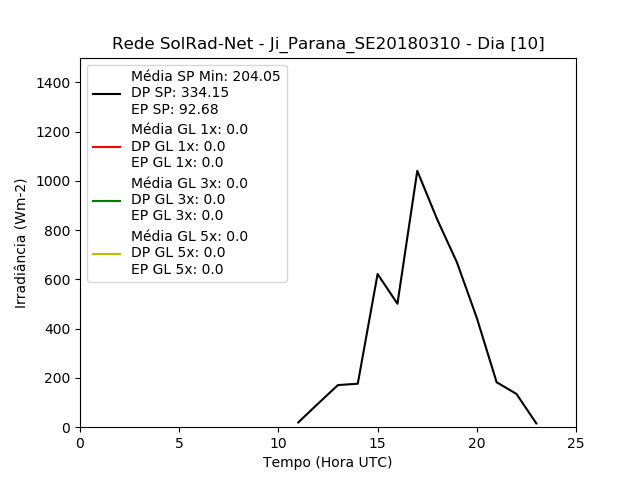 Rede SolRad-Net - Ji_Parana_SE20180310 - Dia [10]
Média SP Min: 204.05
DP SP: 334.15
EP SP: 92.68
Média GL 1x: 0.0
DP GL 1x: 0.0
EP GL 1x: 0.0
Média GL 3x: 0.0
DP GL 3x: 0.0
EP GL 3x: 0.0
Média GL 5x: 0.0
DP GL 5x: 0.0
EP GL 5x: 0.0
Irradiância (Wm-2)
1400
1200
1000
800
600
400
200
0
0 5 10 15 20 25
Tempo (Hora UTC)